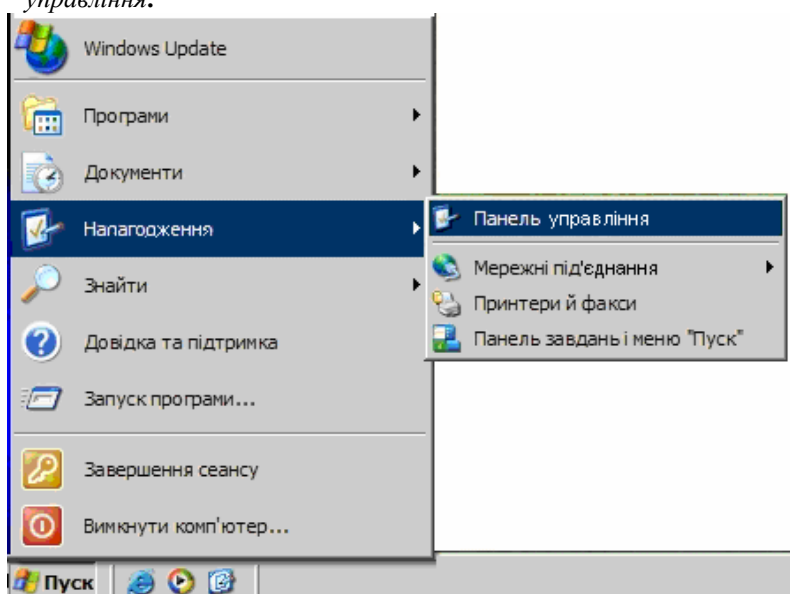 управління.
Windows Update
Програми
Документи
Налагодження
Знайти
Довідка та підтримка
Запуск програми...
Завершення сеансу
Вимкнути комп'ютер...
Панель управління
Мережні під'єднання
Принтери й факси
Панель завдань і меню "Пуск"
Пуск